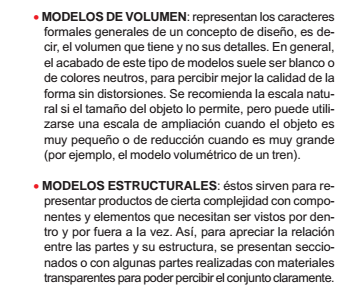 • MODELOS DE VOLUMEN: representan los caracteres
formales generales de un concepto de diseño, es de-
cir, el volumen que tiene y no sus detalles. En general,
el acabado de este tipo de modelos suele ser blanco o
de colores neutros, para percibir mejor la calidad de la
forma sin distorsiones. Se recomienda la escala natu-
ral si el tamaño del objeto lo permite, pero puede utili-
zarse una escala de ampliación cuando el objeto es
muy pequeño o de reducción cuando es muy grande
(por ejemplo, el modelo volumétrico de un tren).
• MODELOS ESTRUCTURALES: éstos sirven para re-
presentar productos de cierta complejidad con compo-
nentes y elementos que necesitan ser vistos por den-
tro y por fuera a la vez. Así, para apreciar la relación
entre las partes y su estructura, se presentan seccio-
nados o con algunas partes realizadas con materiales
transparentes para poder percibir el conjunto claramente.